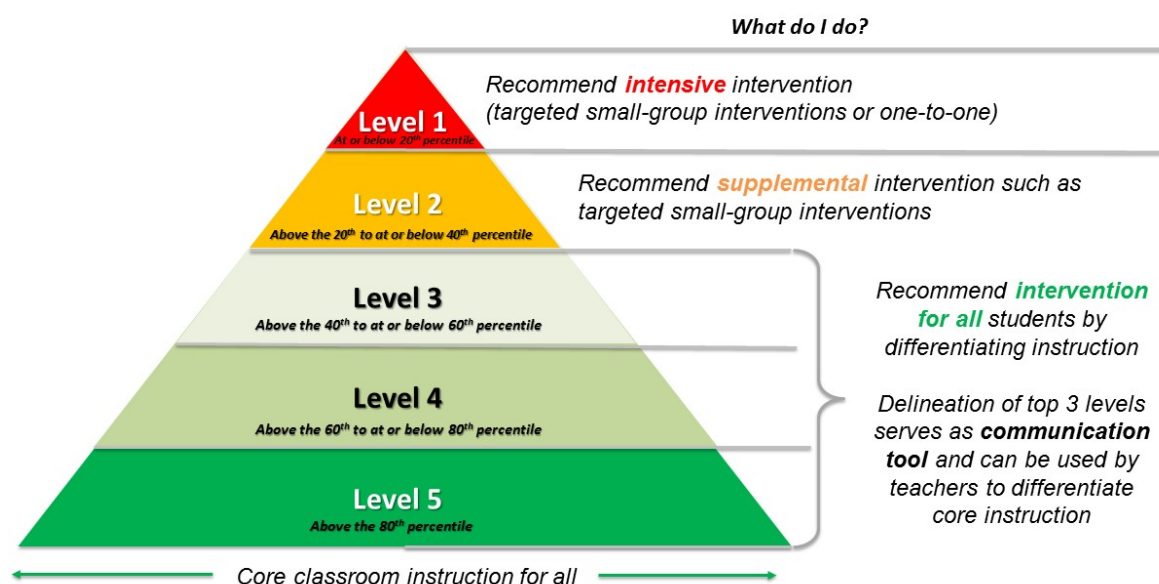 What do I do?
Recommend intensive intervention
(targeted small-group interventions or one-to-one)
Level 1
At or below 20th percentile
Recommend supplemental intervention such as
targeted small-group interventions
Level 2
Above the 20th to at or below 40th percentile
Level 3
Above the 40th to at or below 60th percentile
Level 4
Above the 60th to at or below 80th percentile
Level 5
Above the 80th percentile
Recommend intervention
for all students by
differentiating instruction
Delineation of top 3 levels
serves as communication
tool and can be used by
teachers to differentiate
core instruction
Core classroom instruction for all